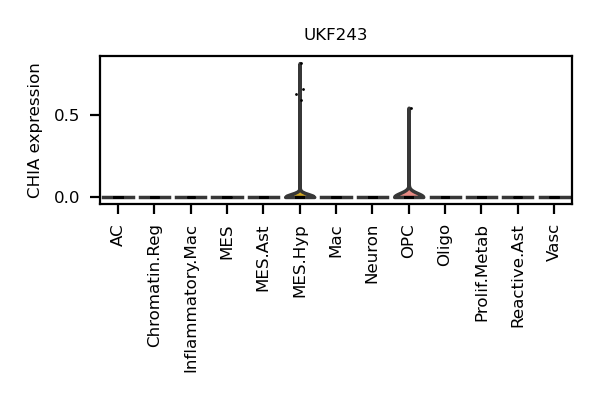 UKF243
CHIA expression
0.5
0.0
AC
Chromatin.Reg
Inflammatory.Mac
MES
MES.Ast
MES.Hyp
Mac
Neuron
OPC
Oligo
Prolif.Metab
Reactive.Ast
Vasc